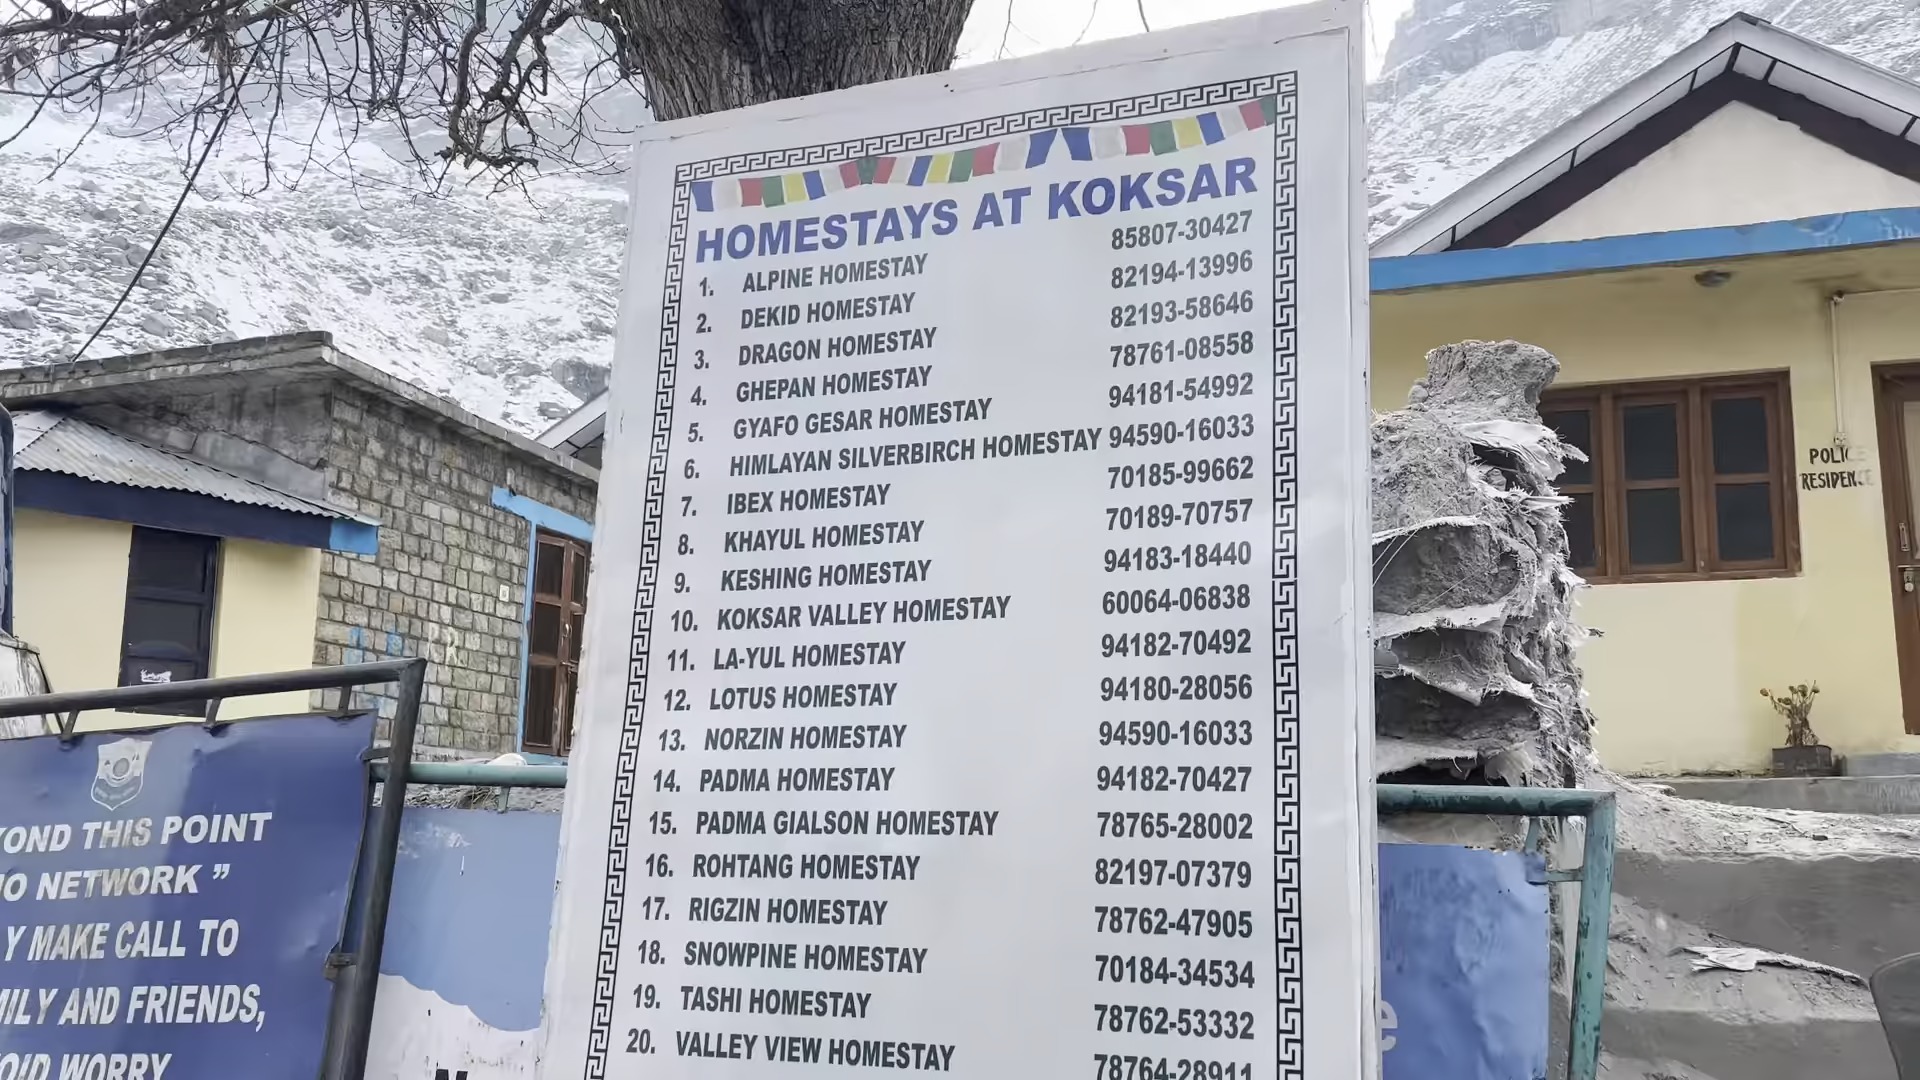 HOMESTAYS AT KOKSAR
1. ALPINE HOMESTAY 85807-30427
2. DEKID HOMESTAY 82194-13996
3. DRAGON HOMESTAY 82193-58646
4. GHEPAN HOMESTAY 78761-08558
5. GYAFO GESAR HOMESTAY 94181-54992
6. HIMLAYAN SILVERBIRCH HOMESTAY 94590-16033
7. IBEX HOMESTAY 70185-99662
8. KHAYUL HOMESTAY 70189-70757
9. KESHING HOMESTAY 94183-18440
10. KOKSAR VALLEY HOMESTAY 60064-06838
11. LA-YUL HOMESTAY 94182-70492
12. LOTUS HOMESTAY 94180-28056
13. NORZIN HOMESTAY 94590-16033
14. PADMA HOMESTAY 94182-70427
15. PADMA GIALSON HOMESTAY 78765-28002
16. ROHTANG HOMESTAY 82197-07379
17. RIGZIN HOMESTAY 78762-47905
18. SNOWPINE HOMESTAY 70184-34534
19. TASHI HOMESTAY 78762-53332
20. VALLEY VIEW HOMESTAY 78764-28911
THIS POINT
NETWORK ”
MAKE CALL TO
AND FRIENDS,
WORRY
POLICE
RESIDENCE